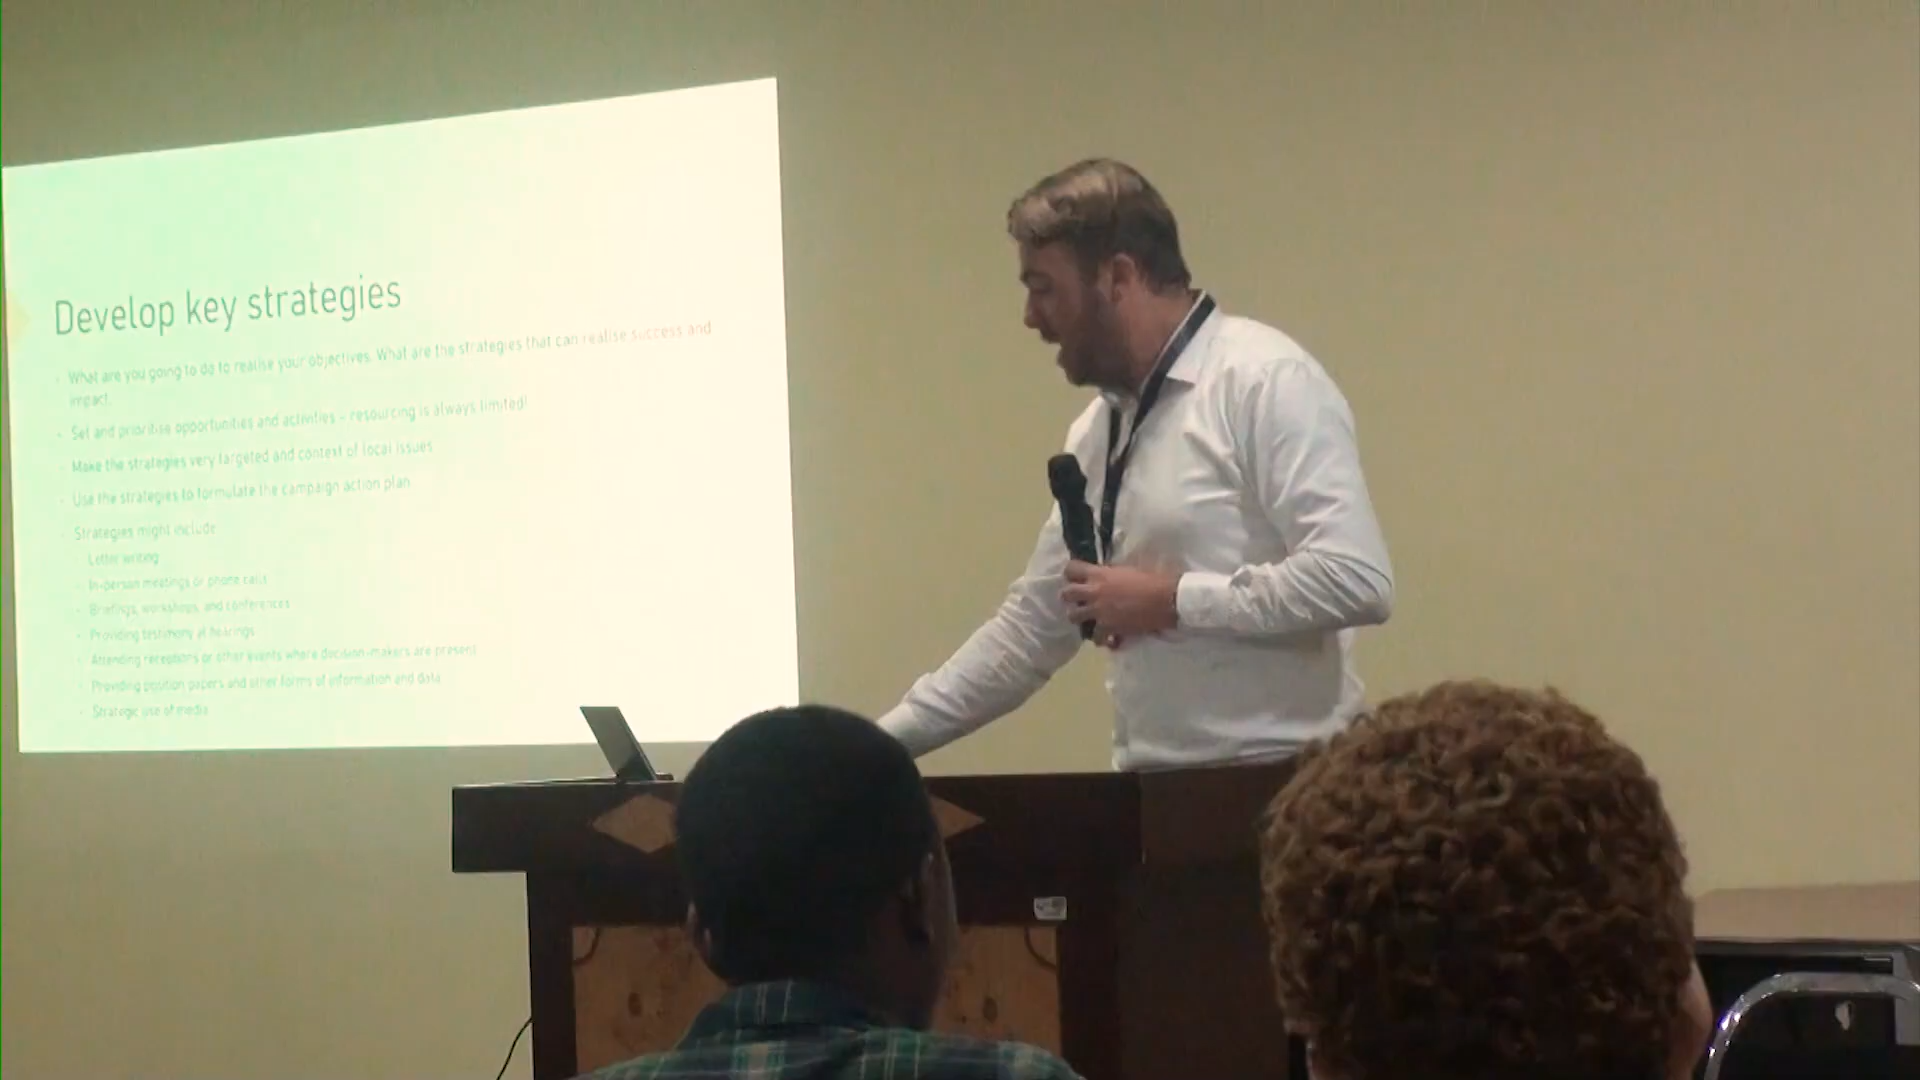 Develop key strategies
What are you going to do to realise your objectives. What are the strategies that can realise success and
impact.
Set and prioritise opportunities and activities – resourcing is always limited!
Make the strategies very targeted and context of local issues
Use the strategies to formulate the campaign action plan
Strategies might include
Letter writing
In-person meetings or phone calls
Briefings, workshops, and conferences
Providing testimony at hearings
Attending receptions or other events where decision-makers are present
Providing position papers and other forms of information and data
Strategic use of media